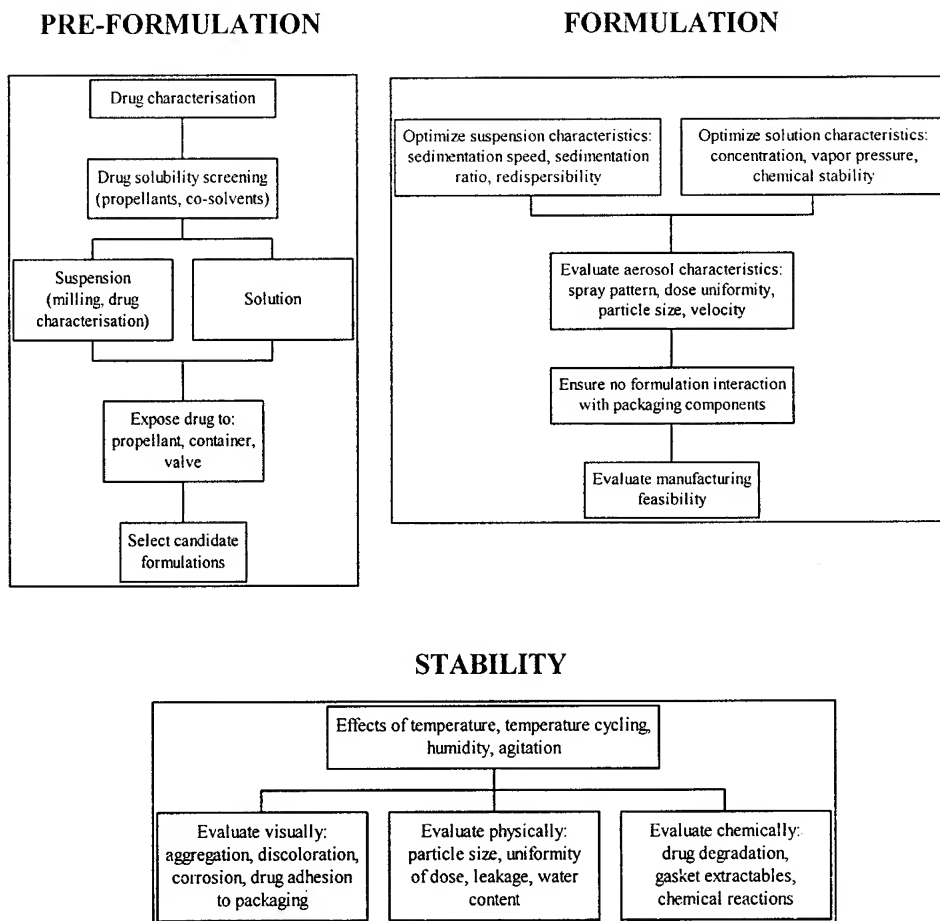 PRE-FORMULATION
Drug characterisation
Drug solubility screening
(propellants, co-solvents)
Suspension
(milling, drug
characterisation)
Solution
Expose drug to:
propellant, container,
valve
Select candidate
formulations
FORMULATION
Optimize suspension characteristics:
sedimentation speed, sedimentation
ratio, redispersibility
Optimize solution characteristics:
concentration, vapor pressure,
chemical stability
Evaluate aerosol characteristics:
spray pattern, dose uniformity,
particle size, velocity
Ensure no formulation interaction
with packaging components
Evaluate manufacturing
feasibility
STABILITY
Effects of temperature, temperature cycling,
humidity, agitation
Evaluate visually:
aggregation, discoloration,
corrosion, drug adhesion
to packaging
Evaluate physically:
particle size, uniformity
of dose, leakage, water
content
Evaluate chemically:
drug degradation,
gasket extractables,
chemical reactions